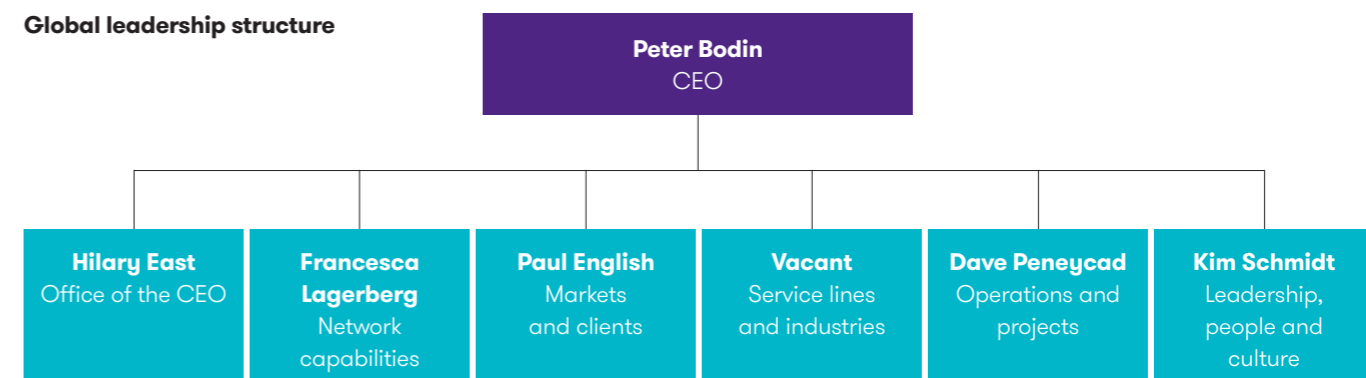 Global leadership structure
Peter Bodin
CEO
Hilary East
Office of the CEO
Francesca
Lagerberg
Network
capabilities
Paul English
Markets
and clients
Vacant
Service lines
and industries
Dave Peneycad
Operations and
projects
Kim Schmidt
Leadership,
people and
culture